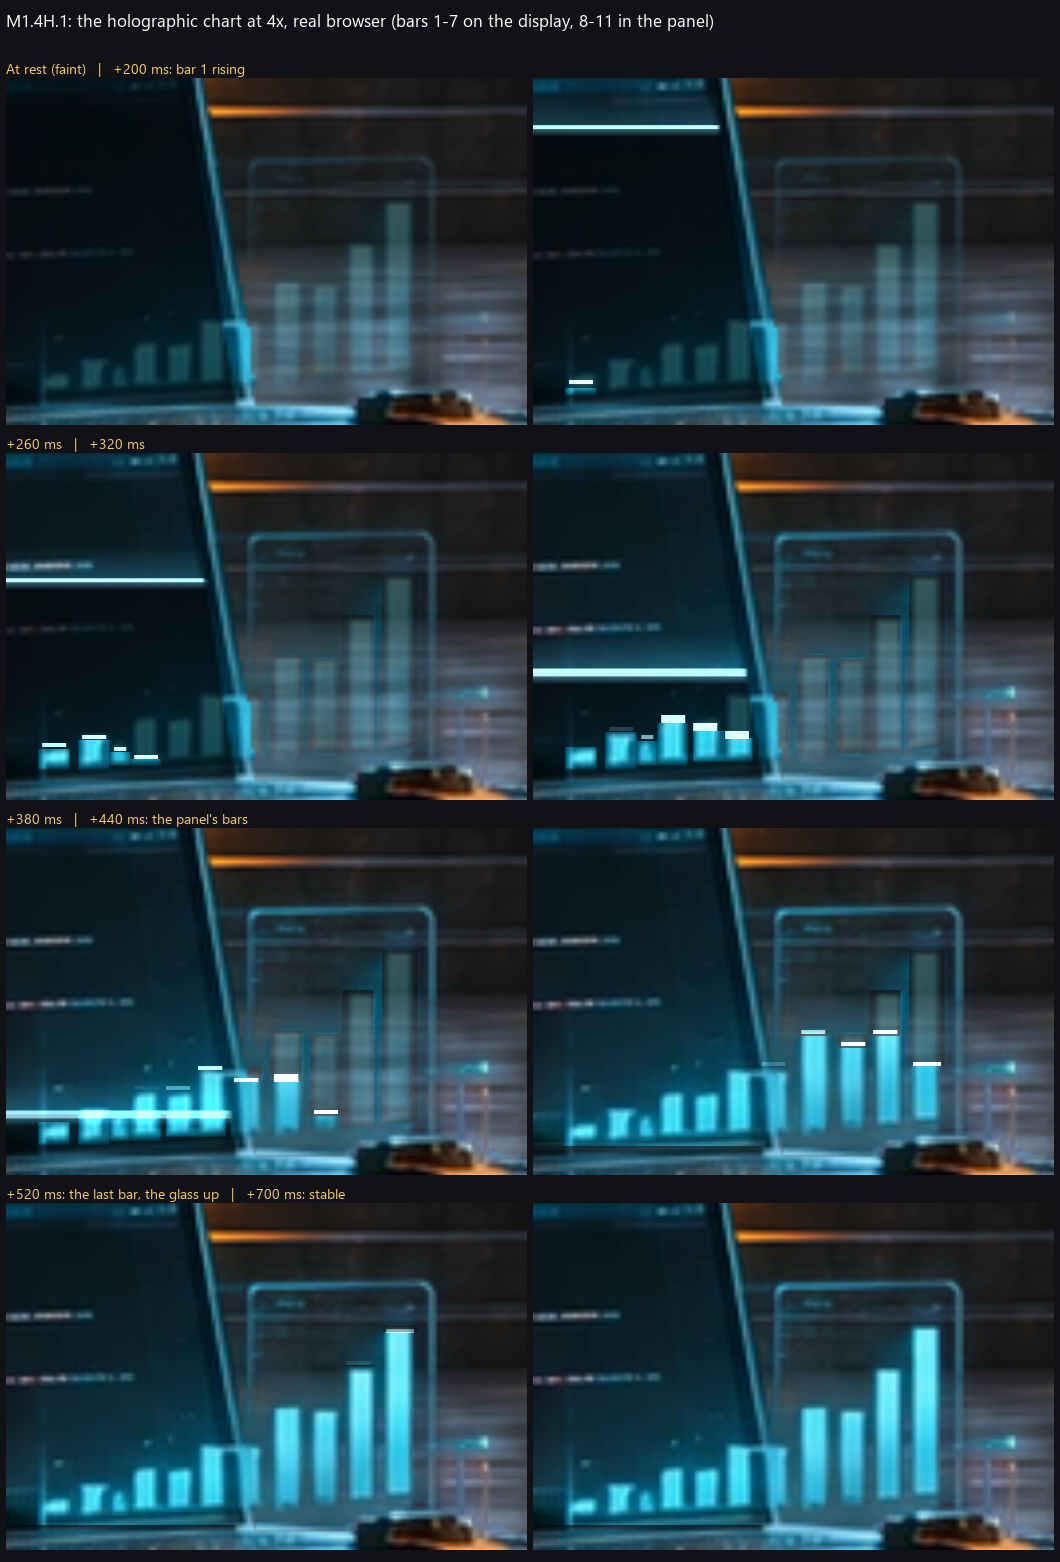 M1.4H.1: the holographic chart at 4x, real browser (bars 1-7 on the display, 8-11 in the panel)
At rest (faint) | +200 ms: bar 1 rising
+260 ms | +320 ms
+380 ms | +440 ms: the panel's bars
+520 ms: the last bar, the glass up | +700 ms: stable